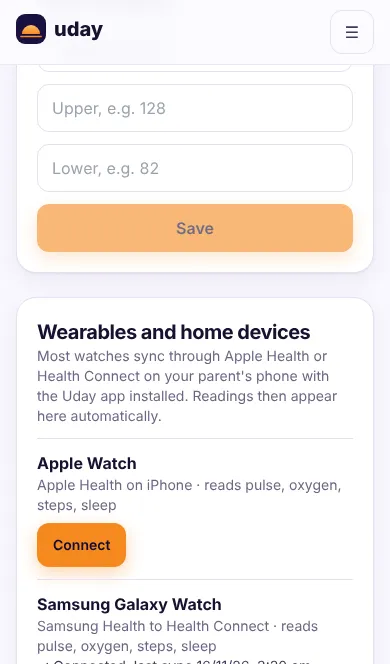 uday
Upper, e.g. 128
Lower, e.g. 82
Save
Wearables and home devices
Most watches sync through Apple Health or
Health Connect on your parent's phone with
the Uday app installed. Readings then appear
here automatically.
Apple Watch
Apple Health on iPhone · reads pulse, oxygen,
steps, sleep
Connect
Samsung Galaxy Watch
Samsung Health to Health Connect · reads
pulse, oxygen, steps, sleep